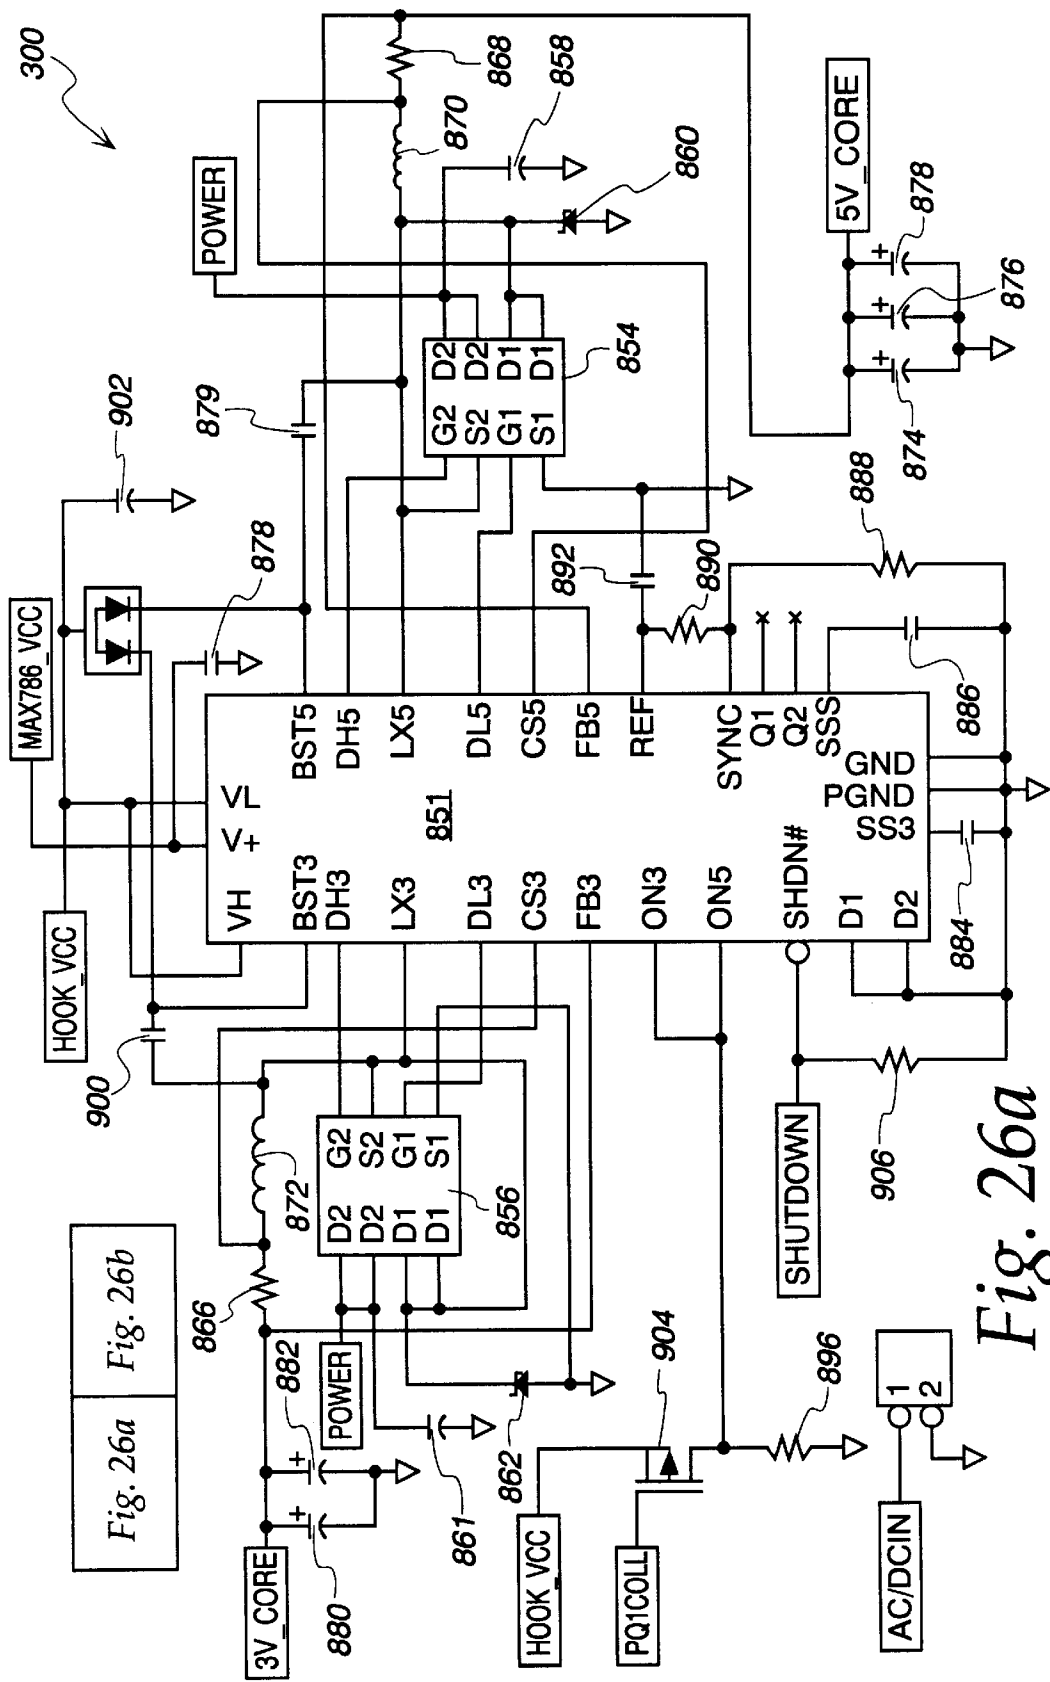 Fig. 26a
Fig. 26b
300
3V_CORE
880
882
866
872
900
HOOK_VCC
MAX786_VCC
902
878
879
POWER
870
868
858
860
854
D2
D2
D1
D1
G2
S2
G1
S1
POWER
861
862
856
D2
D2
D1
D1
G2
S2
G1
S1
851
VH
V+
VL
BST3
DH3
LX3
DL3
CS3
FB3
ON3
ON5
SHDN#
D1
D2
BST5
DH5
LX5
DL5
CS5
FB5
REF
SYNC
Q1
Q2
SSS
GND
PGND
SS3
892
890
888
886
884
HOOK_VCC
PQ1COLL
904
896
SHUTDOWN
906
AC/DCIN
1
2
5V_CORE
+
+
+
874
876
878
+
+
Fig. 26a